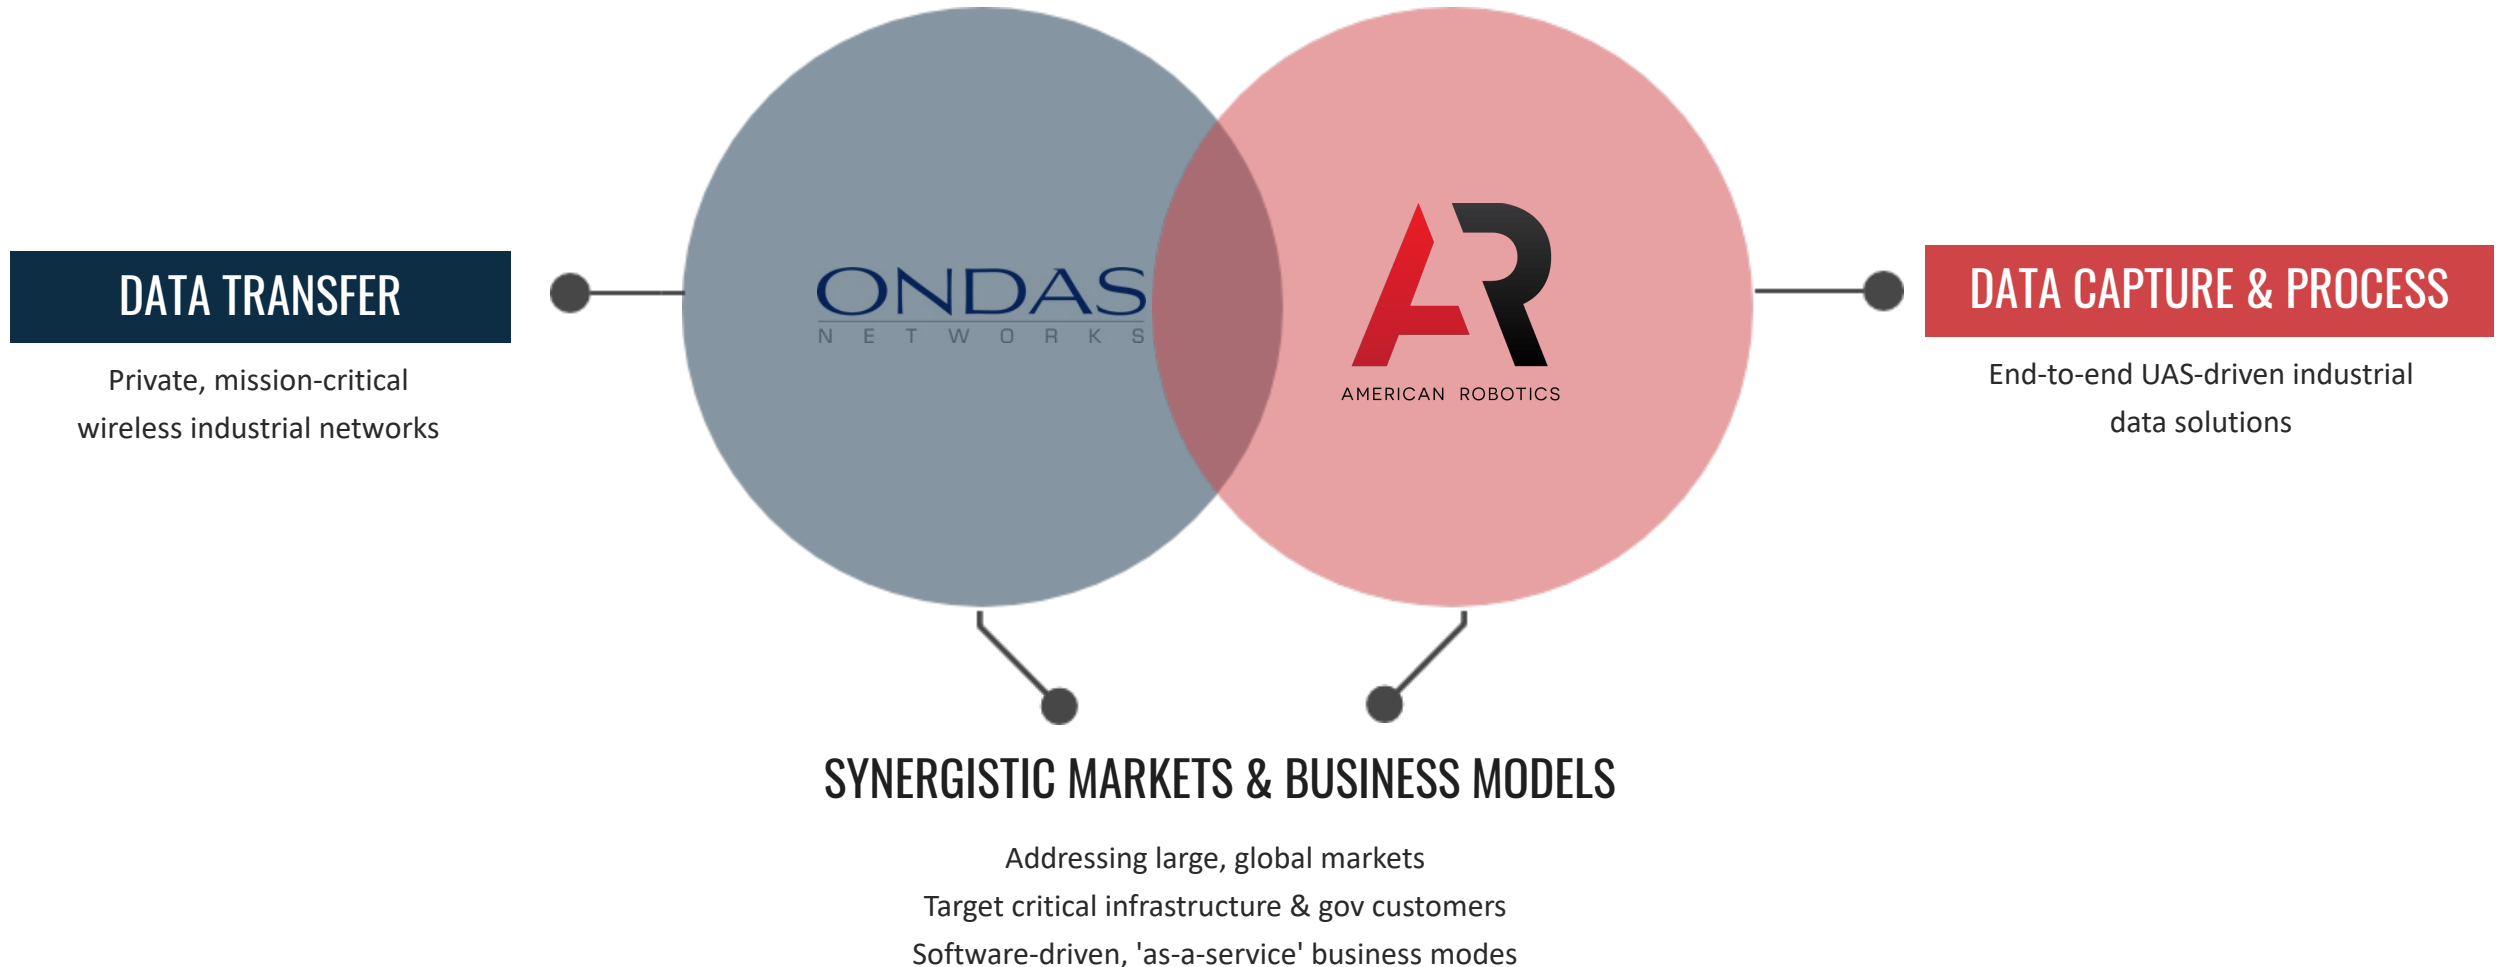 DATA TRANSFER
Private, mission-critical
wireless industrial networks
ONDAS
NETWORKS
AR
AMERICAN ROBOTICS
DATA CAPTURE & PROCESS
End-to-end UAS-driven industrial
data solutions
SYNERGISTIC MARKETS & BUSINESS MODELS
Addressing large, global markets
Target critical infrastructure & gov customers
Software-driven, 'as-a-service' business modes